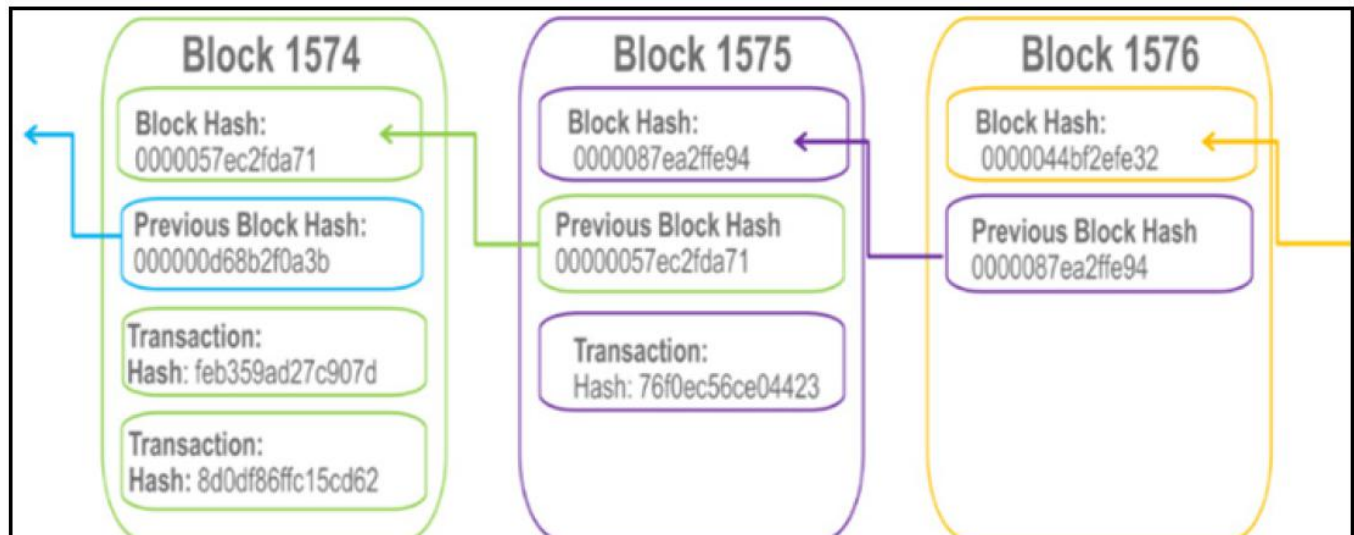 Block 1574
Block Hash:
0000057ec2fda71
Previous Block Hash:
000000d68b2f0a3b
Transaction:
Hash: feb359ad27c907d
Transaction:
Hash: 8d0df86ffc15cd62
Block 1575
Block Hash:
0000087ea2ffe94
Previous Block Hash
00000057ec2fda71
Transaction:
Hash: 76f0ec56ce04423
Block 1576
Block Hash:
0000044bf2efe32
Previous Block Hash
0000087ea2ffe94